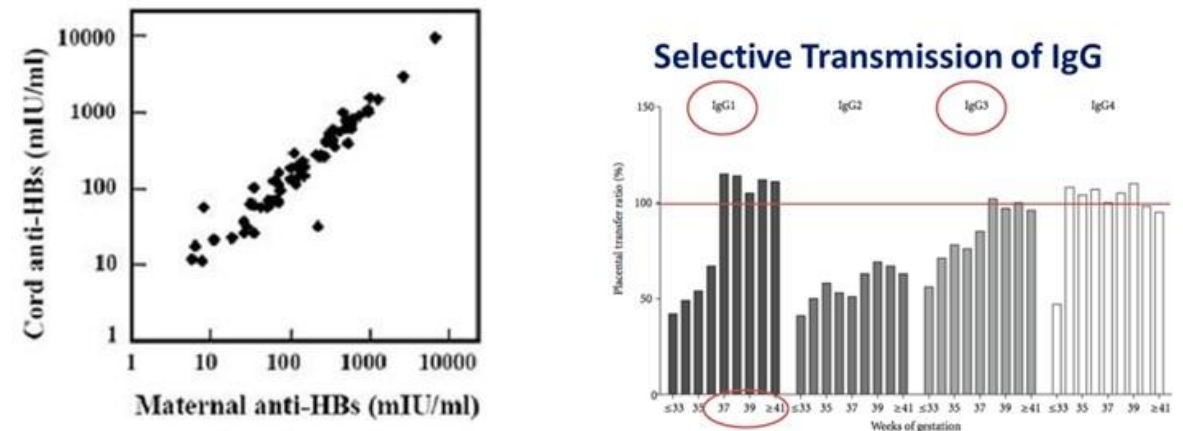 10000
1000
100
10
1
Cord anti-HBs (mIU/ml)
1 10 100 1000 10000
Maternal anti-HBs (mIU/ml)
Selective Transmission of IgG
IgG1 IgG2 IgG3 IgG4
150
100
50
0
Placental transfer ratio (%)
≤33 35 37 39 ≥41 ≤33 35 37 39 ≥41 ≤33 35 37 39 ≥41 ≤33 35 37 39 ≥41
Weeks of gestation